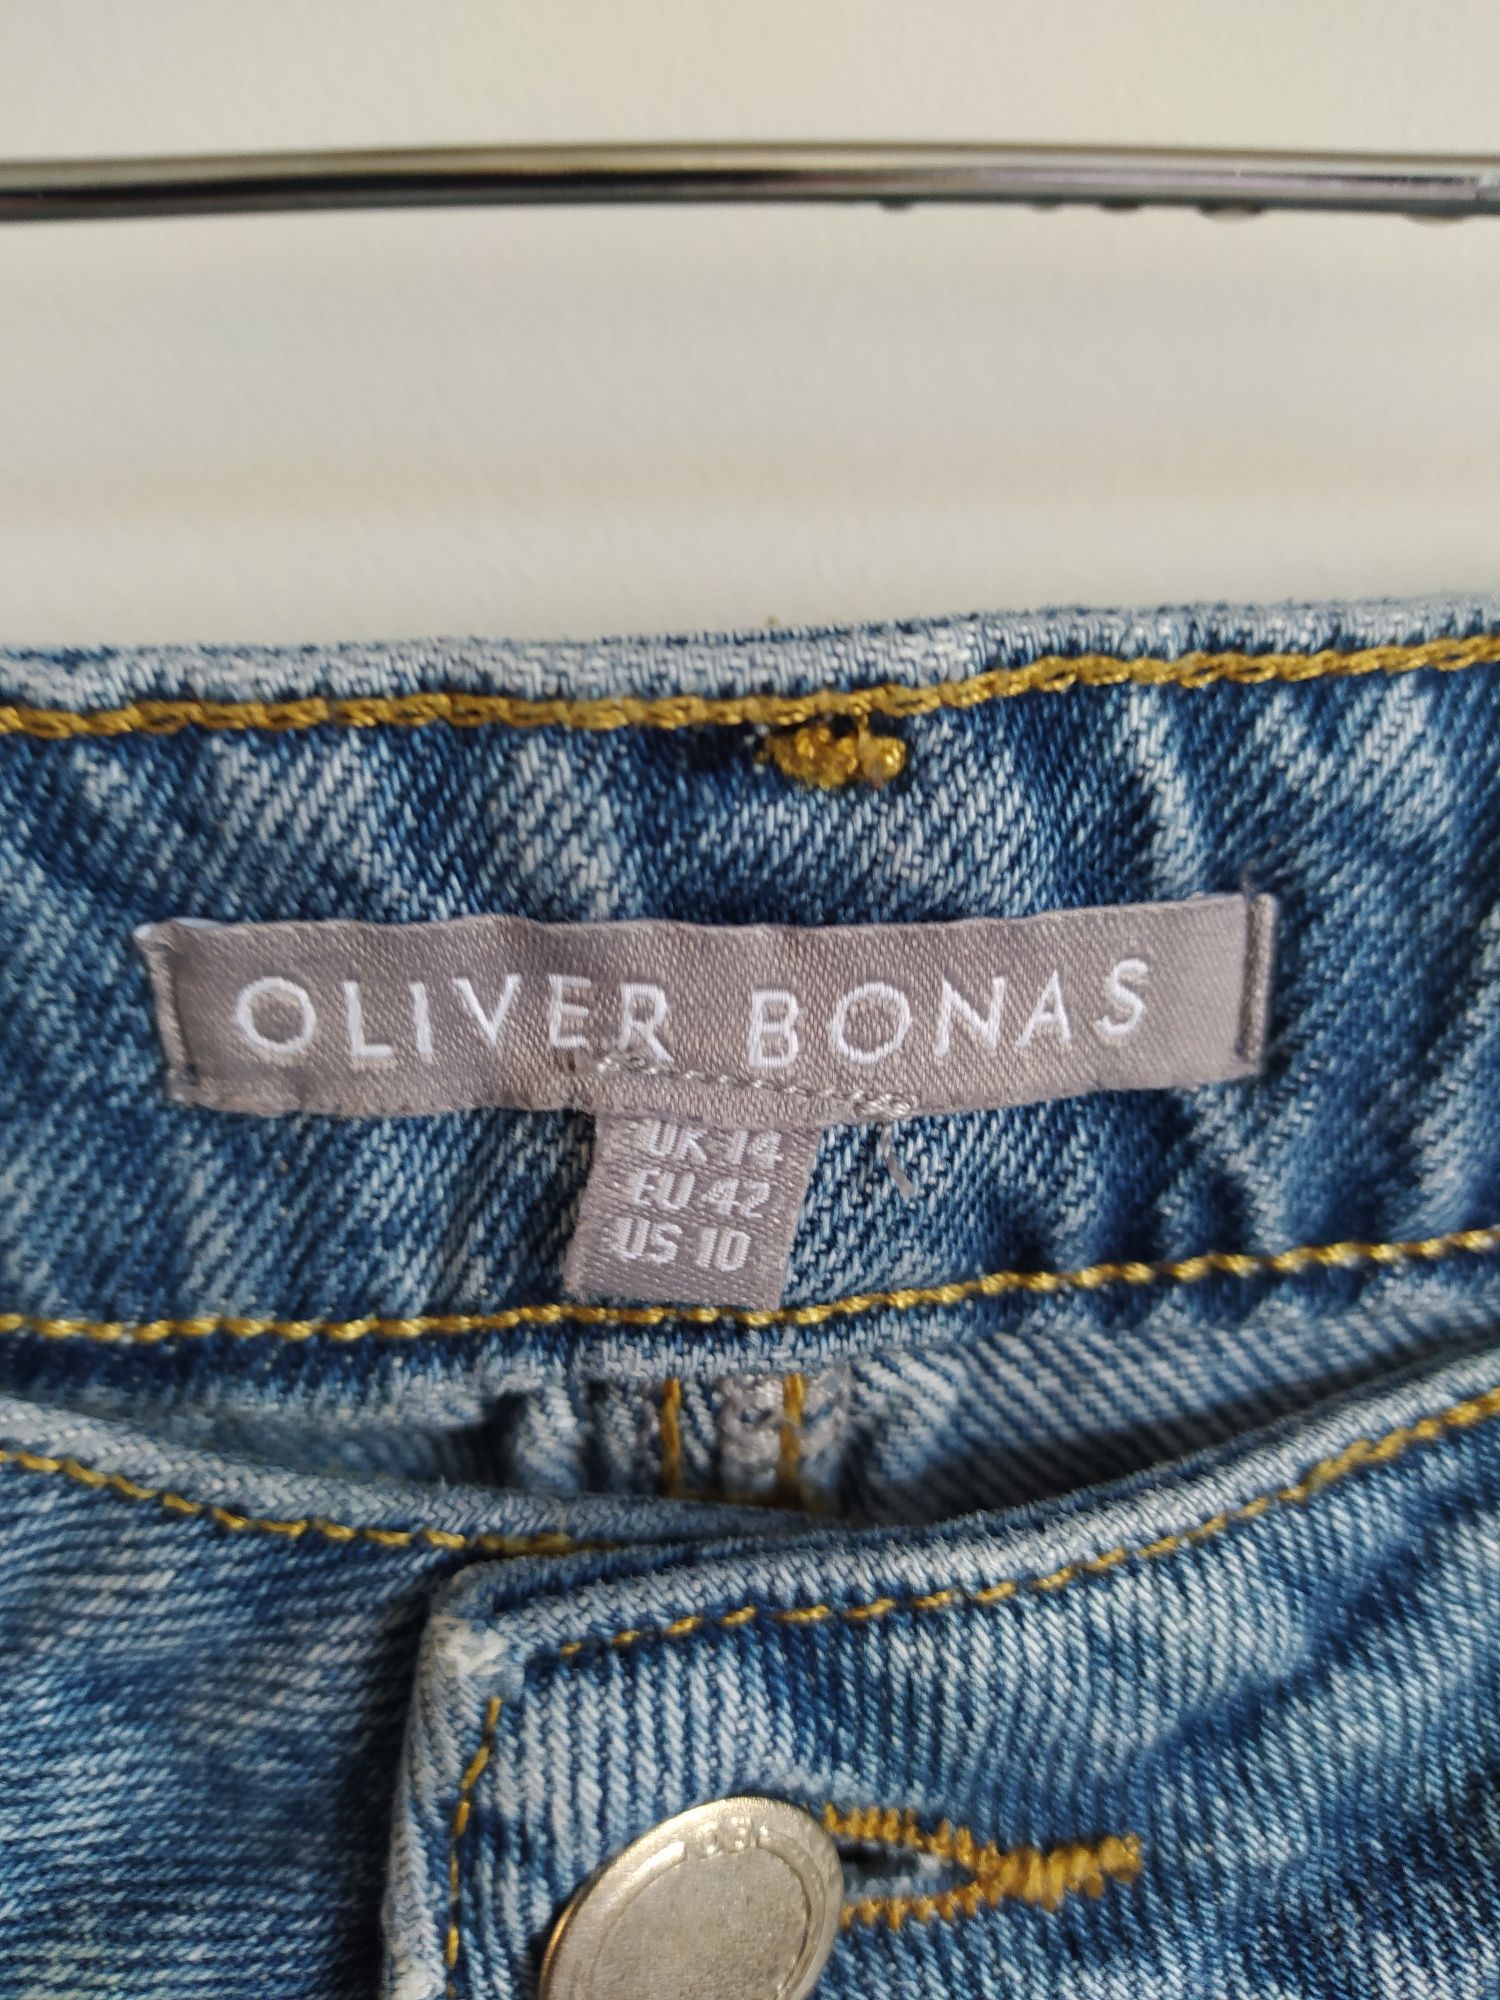 OLIVER BONAS
UK 14
EU 42
US 10